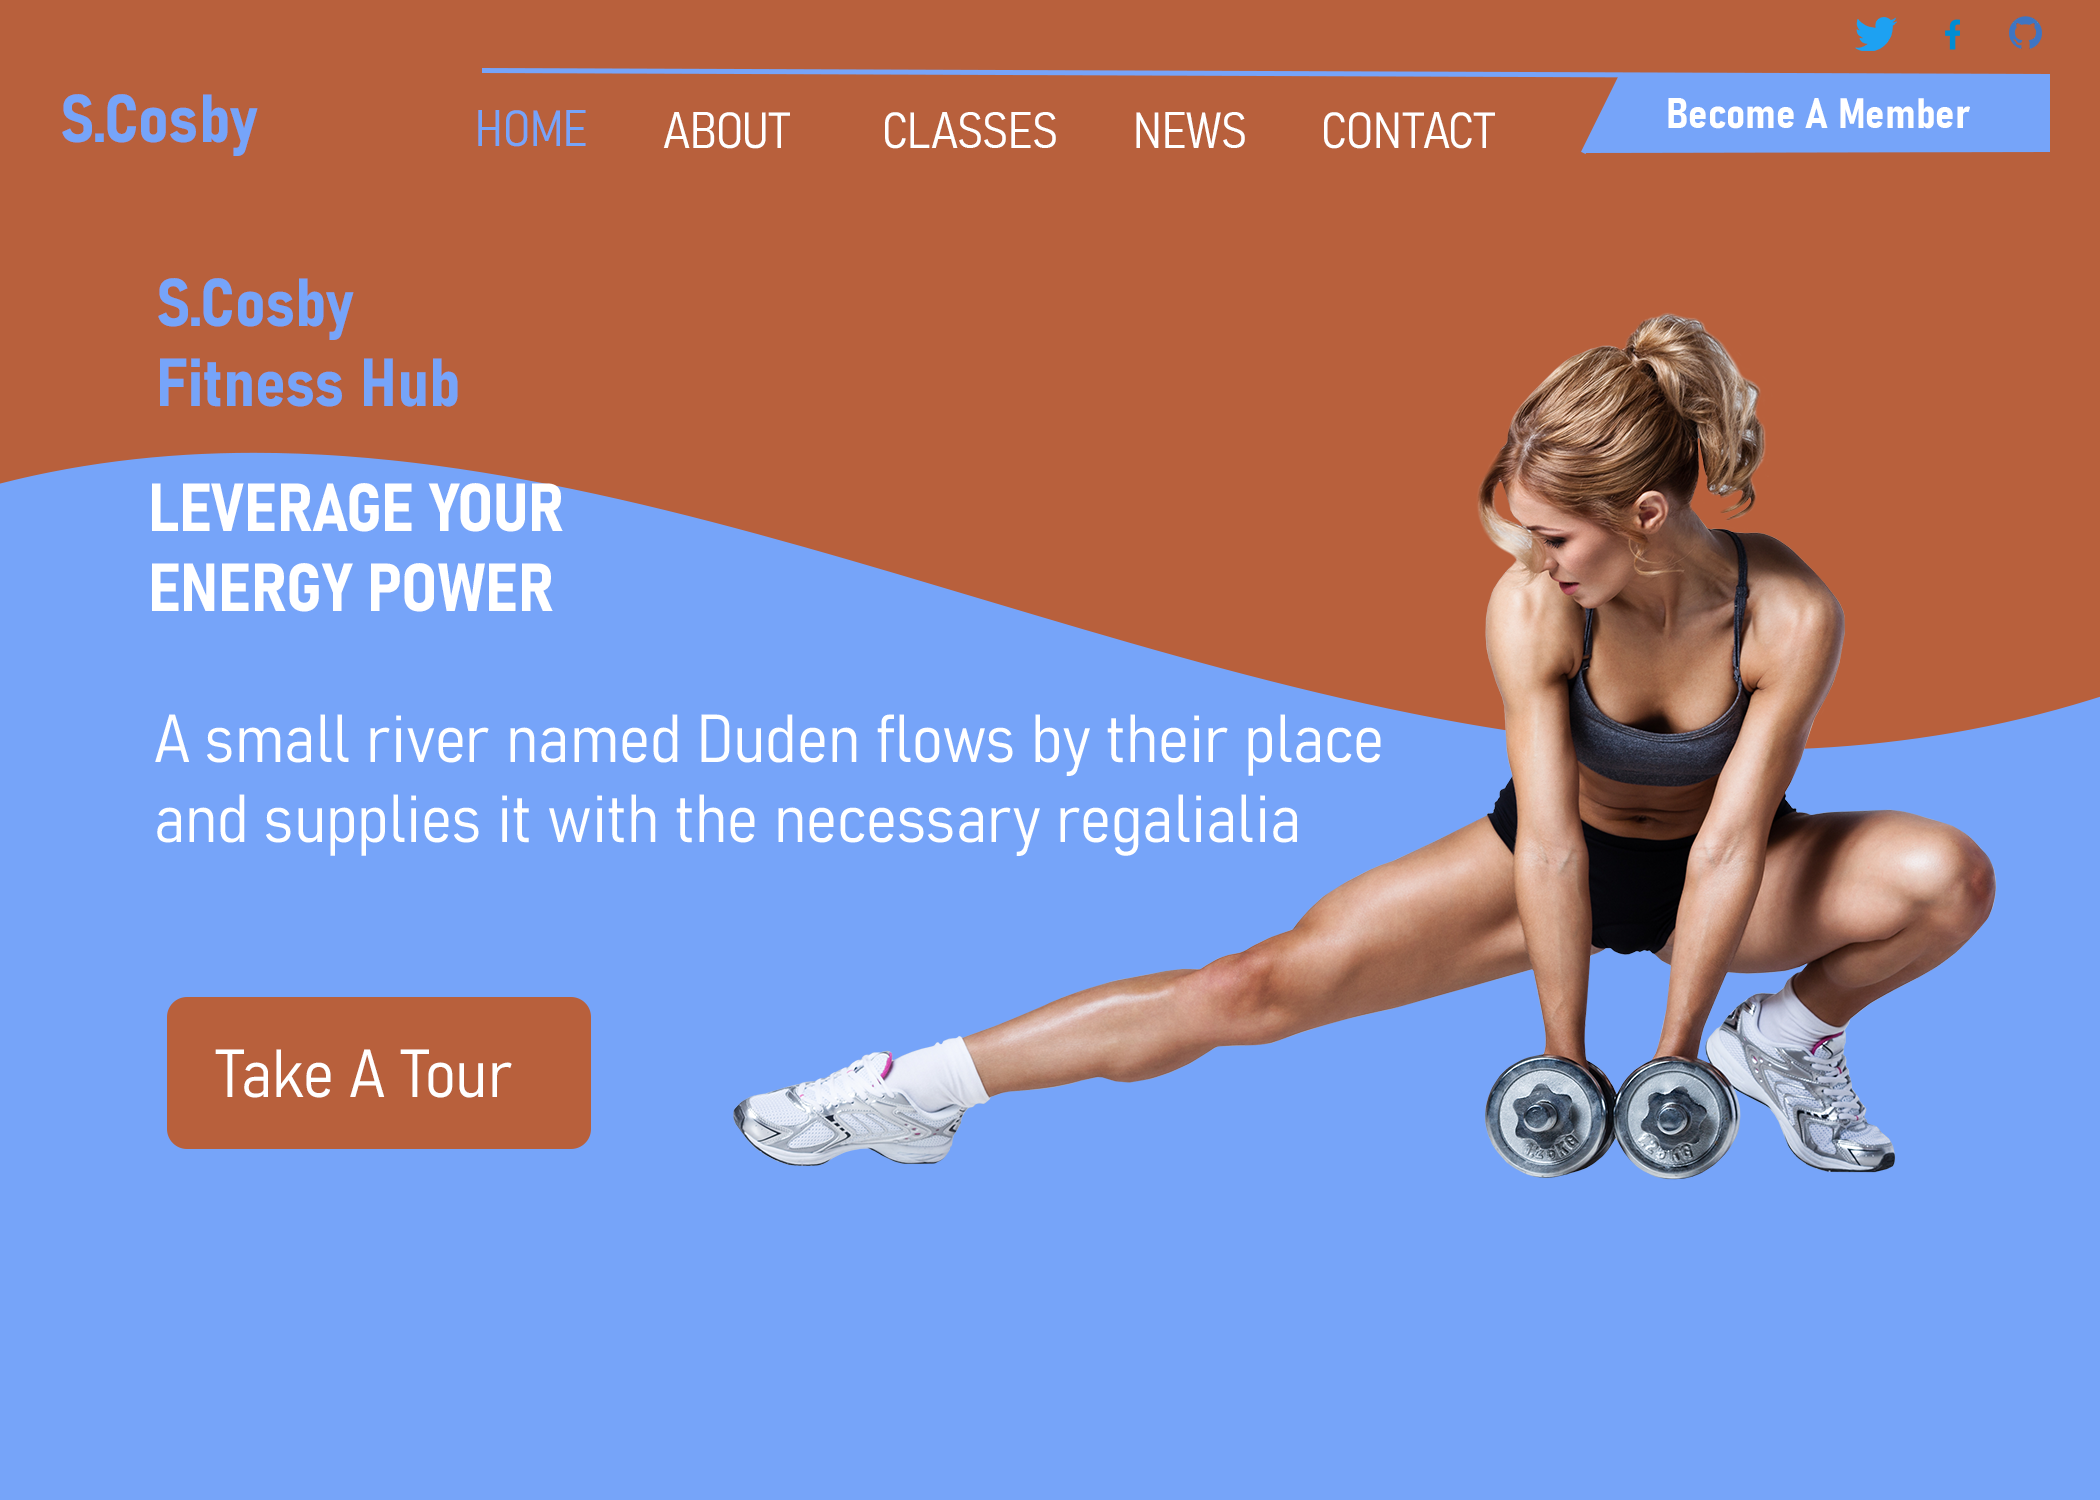 S.Cosby
HOME ABOUT CLASSES NEWS CONTACT
Become A Member
S.Cosby
Fitness Hub
LEVERAGE YOUR
ENERGY POWER
A small river named Duden flows by their place
and supplies it with the necessary regalialia
Take A Tour